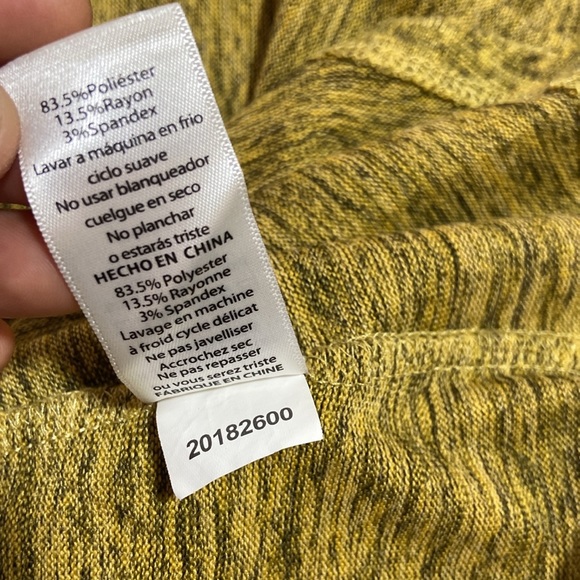 83.5%Poliéster
13.5%Rayon
3%Spandex
Lavar a máquina en frio
ciclo suave
No usar blanqueador
cuelgue en seco
No planchar
o estarás triste
HECHO EN CHINA
83.5% Polyester
13.5% Rayonne
3% Spandex
Lavage en machine
à froid cycle délicat
Ne pas javelliser
Accrochez sec
Ne pas repasser
ou vous serez triste
FABRIQUE EN CHINE
20182600